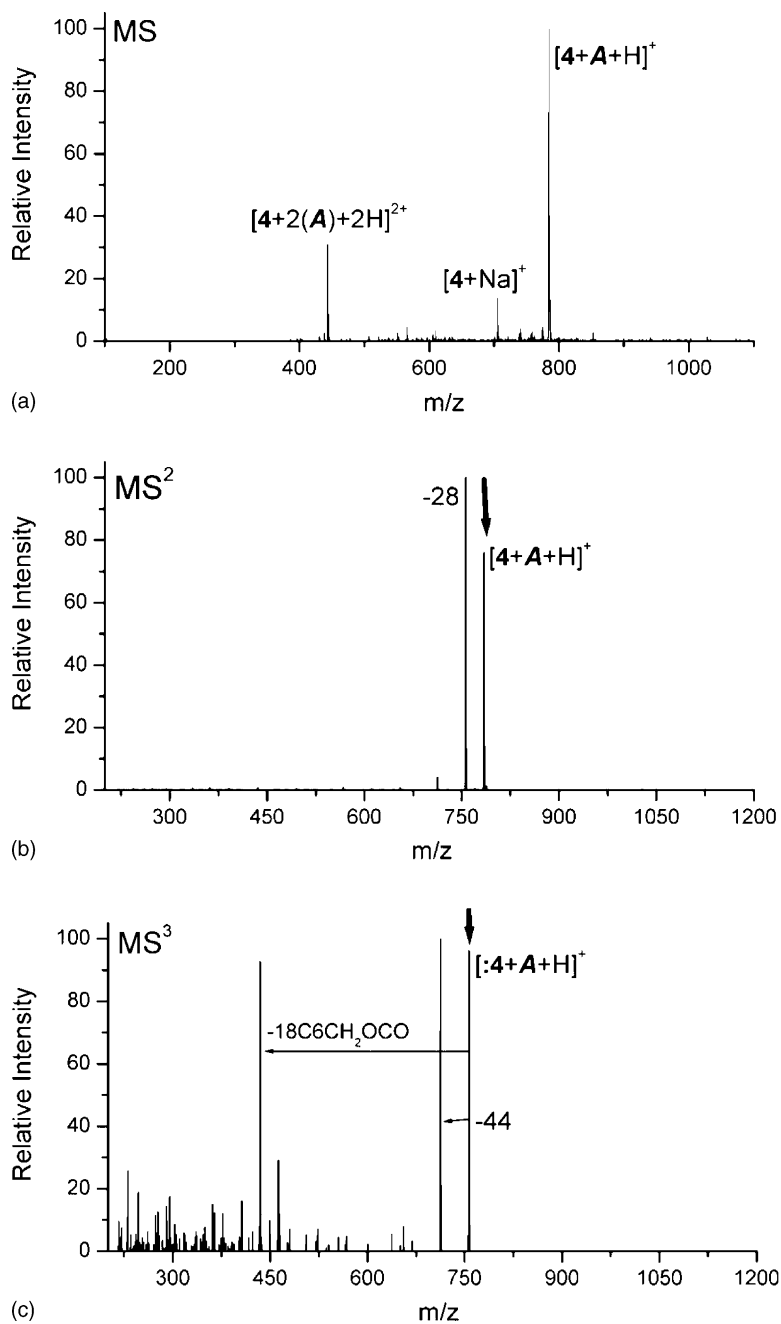 MS
100
80
60
40
20
0
Relative Intensity
[4+A+H]⁺
[4+2(A)+2H]²⁺
[4+Na]⁺
200 400 600 800 1000
m/z
(a)
MS²
100
80
60
40
20
0
Relative Intensity
-28
[4+A+H]⁺
300 450 600 750 900 1050 1200
m/z
(b)
MS³
100
80
60
40
20
0
Relative Intensity
[:4+A+H]⁺
-18C6CH₂OCO
-44
300 450 600 750 900 1050 1200
m/z
(c)